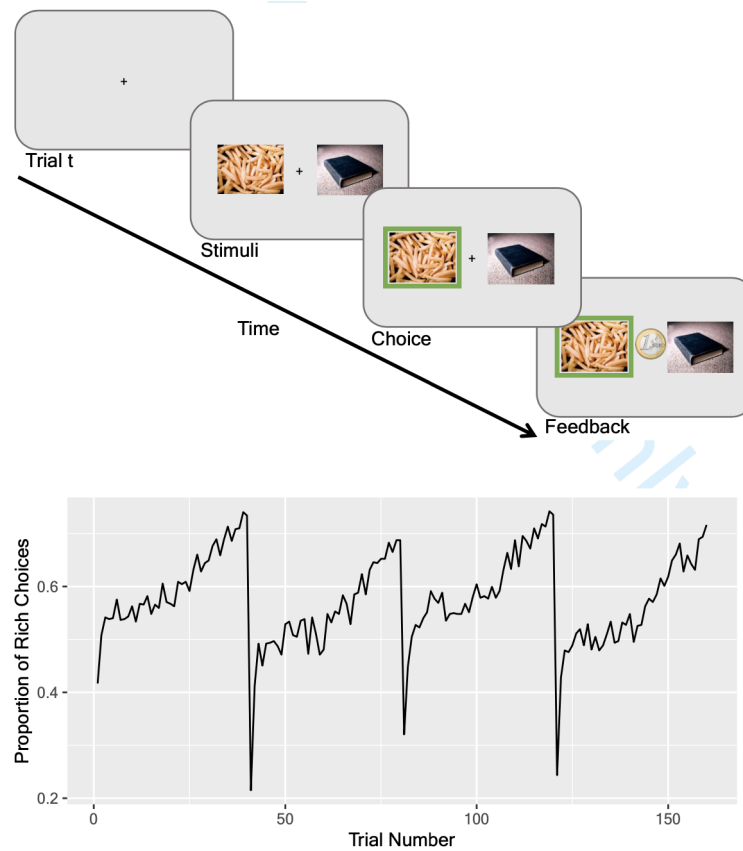 +
Trial t
+
Stimuli
+
Time
Choice
Feedback
Proportion of Rich Choices
0.6
0.4
0.2
0
50
100
150
Trial Number